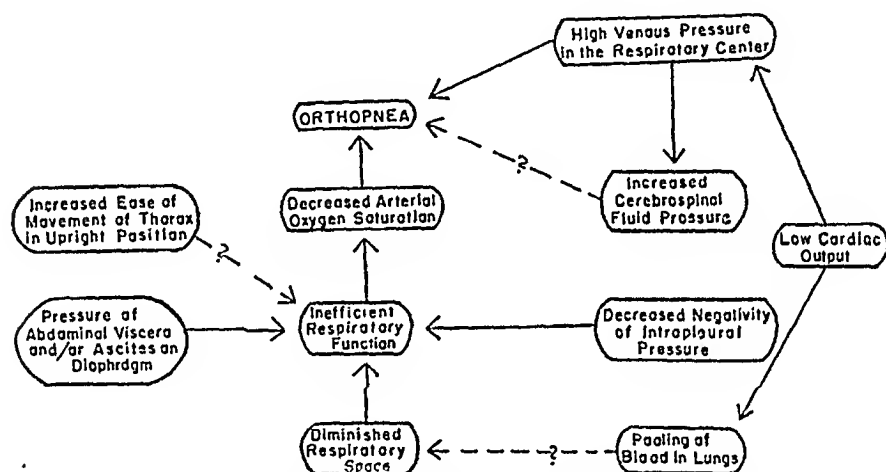 High Venous Pressure
in the Respiratory Center
ORTHOPNEA
?
Increased Ease of
Movement of Thorax
in Upright Position
Decreased Arterial
Oxygen Saturation
Increased
Cerebrospinal
Fluid Pressure
Low Cardiac
Output
?
Pressure of
Abdominal Viscera
and/or Ascites on
Diaphragm
Inefficient
Respiratory
Function
Decreased Negativity
of Intrapleural
Pressure
Diminished
Respiratory
Space
?
Pooling of
Blood in Lungs